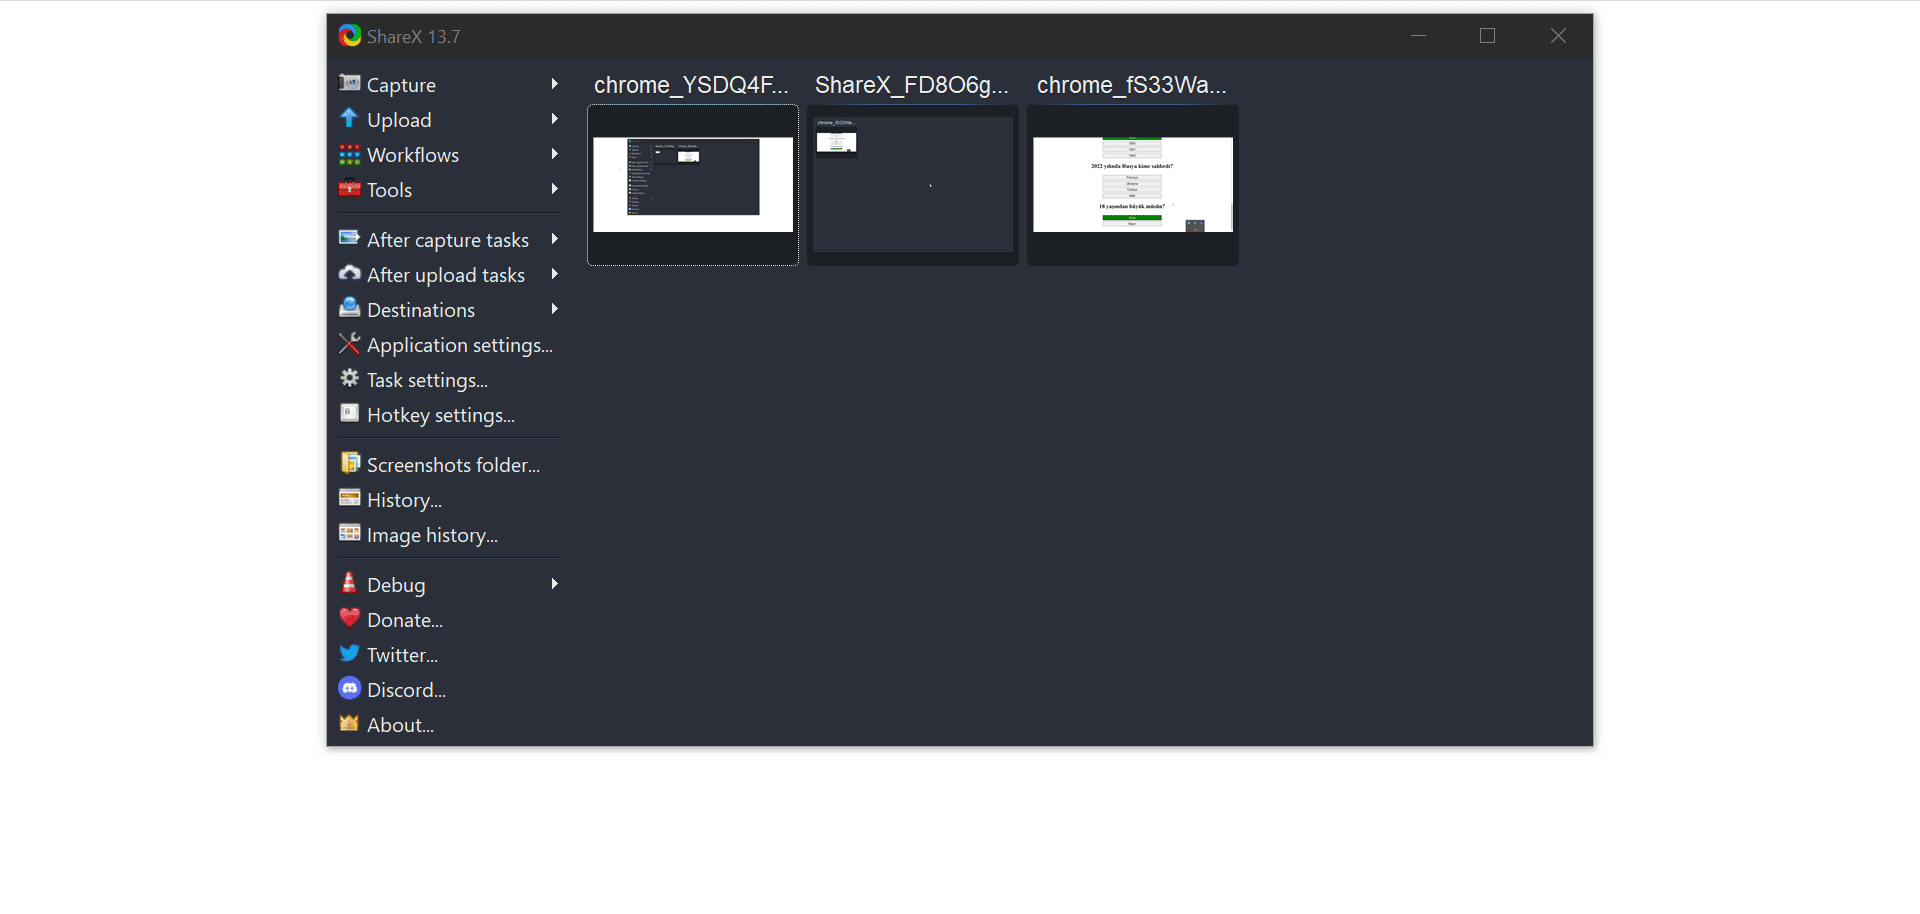 ShareX 13.7
Capture
Upload
Workflows
Tools
After capture tasks
After upload tasks
Destinations
Application settings...
Task settings...
Hotkey settings...
Screenshots folder...
History...
Image history...
Debug
Donate...
Twitter...
Discord...
About...
chrome_YSDQ4F...
ShareX_FD8O6g...
chrome_fS33Wa...
chrome_fS33Wa...
2022 yılında Rusya kime saldırdı?
18 yaşından büyük müsün?